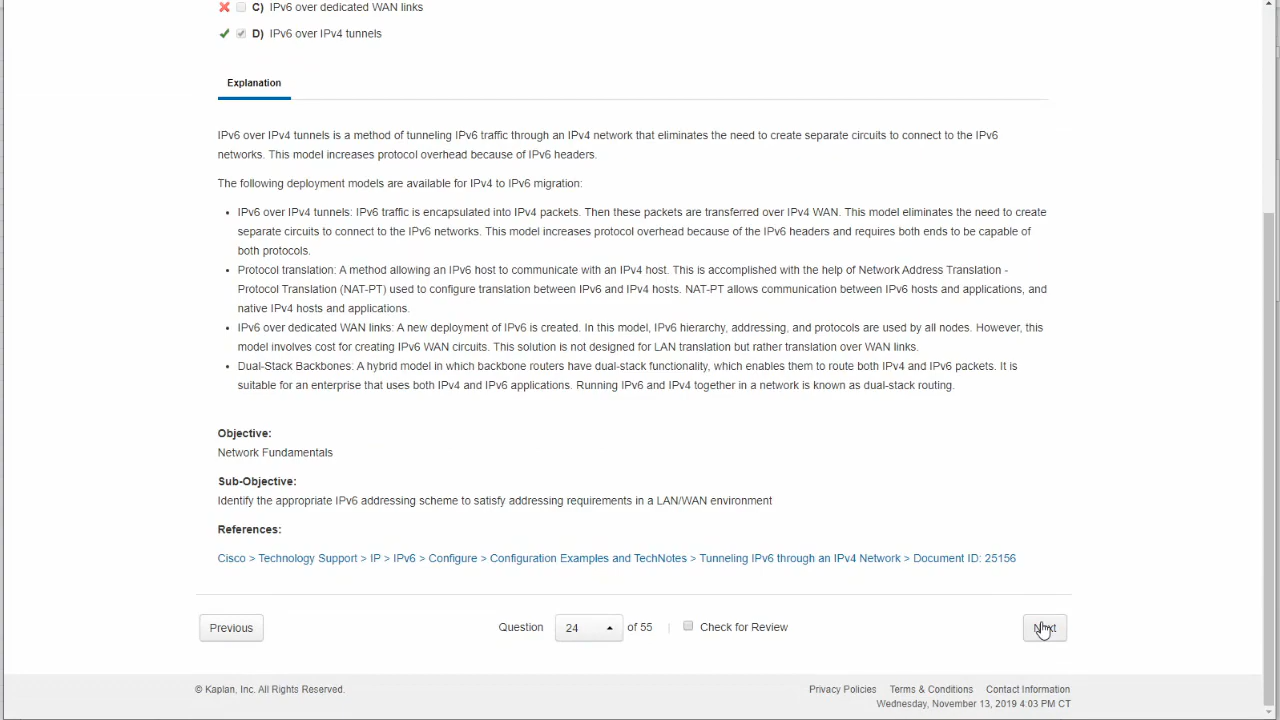 C) IPv6 over dedicated WAN links
D) IPv6 over IPv4 tunnels
Explanation
IPv6 over IPv4 tunnels is a method of tunneling IPv6 traffic through an IPv4 network that eliminates the need to create separate circuits to connect to the IPv6
networks. This model increases protocol overhead because of IPv6 headers.
The following deployment models are available for IPv4 to IPv6 migration:
• IPv6 over IPv4 tunnels: IPv6 traffic is encapsulated into IPv4 packets. Then these packets are transferred over IPv4 WAN. This model eliminates the need to create
separate circuits to connect to the IPv6 networks. This model increases protocol overhead because of the IPv6 headers and requires both ends to be capable of
both protocols.
• Protocol translation: A method allowing an IPv6 host to communicate with an IPv4 host. This is accomplished with the help of Network Address Translation -
Protocol Translation (NAT-PT) used to configure translation between IPv6 and IPv4 hosts. NAT-PT allows communication between IPv6 hosts and applications, and
native IPv4 hosts and applications.
• IPv6 over dedicated WAN links: A new deployment of IPv6 is created. In this model, IPv6 hierarchy, addressing, and protocols are used by all nodes. However, this
model involves cost for creating IPv6 WAN circuits. This solution is not designed for LAN translation but rather translation over WAN links.
• Dual-Stack Backbones: A hybrid model in which backbone routers have dual-stack functionality, which enables them to route both IPv4 and IPv6 packets. It is
suitable for an enterprise that uses both IPv4 and IPv6 applications. Running IPv6 and IPv4 together in a network is known as dual-stack routing.
Objective:
Network Fundamentals
Sub-Objective:
Identify the appropriate IPv6 addressing scheme to satisfy addressing requirements in a LAN/WAN environment
References:
Cisco > Technology Support > IP > IPv6 > Configure > Configuration Examples and TechNotes > Tunneling IPv6 through an IPv4 Network > Document ID: 25156
Previous Question 24 of 55 | Check for Review Next
© Kaplan, Inc. All Rights Reserved. Privacy Policies Terms & Conditions Contact Information
Wednesday, November 13, 2019 4:03 PM CT